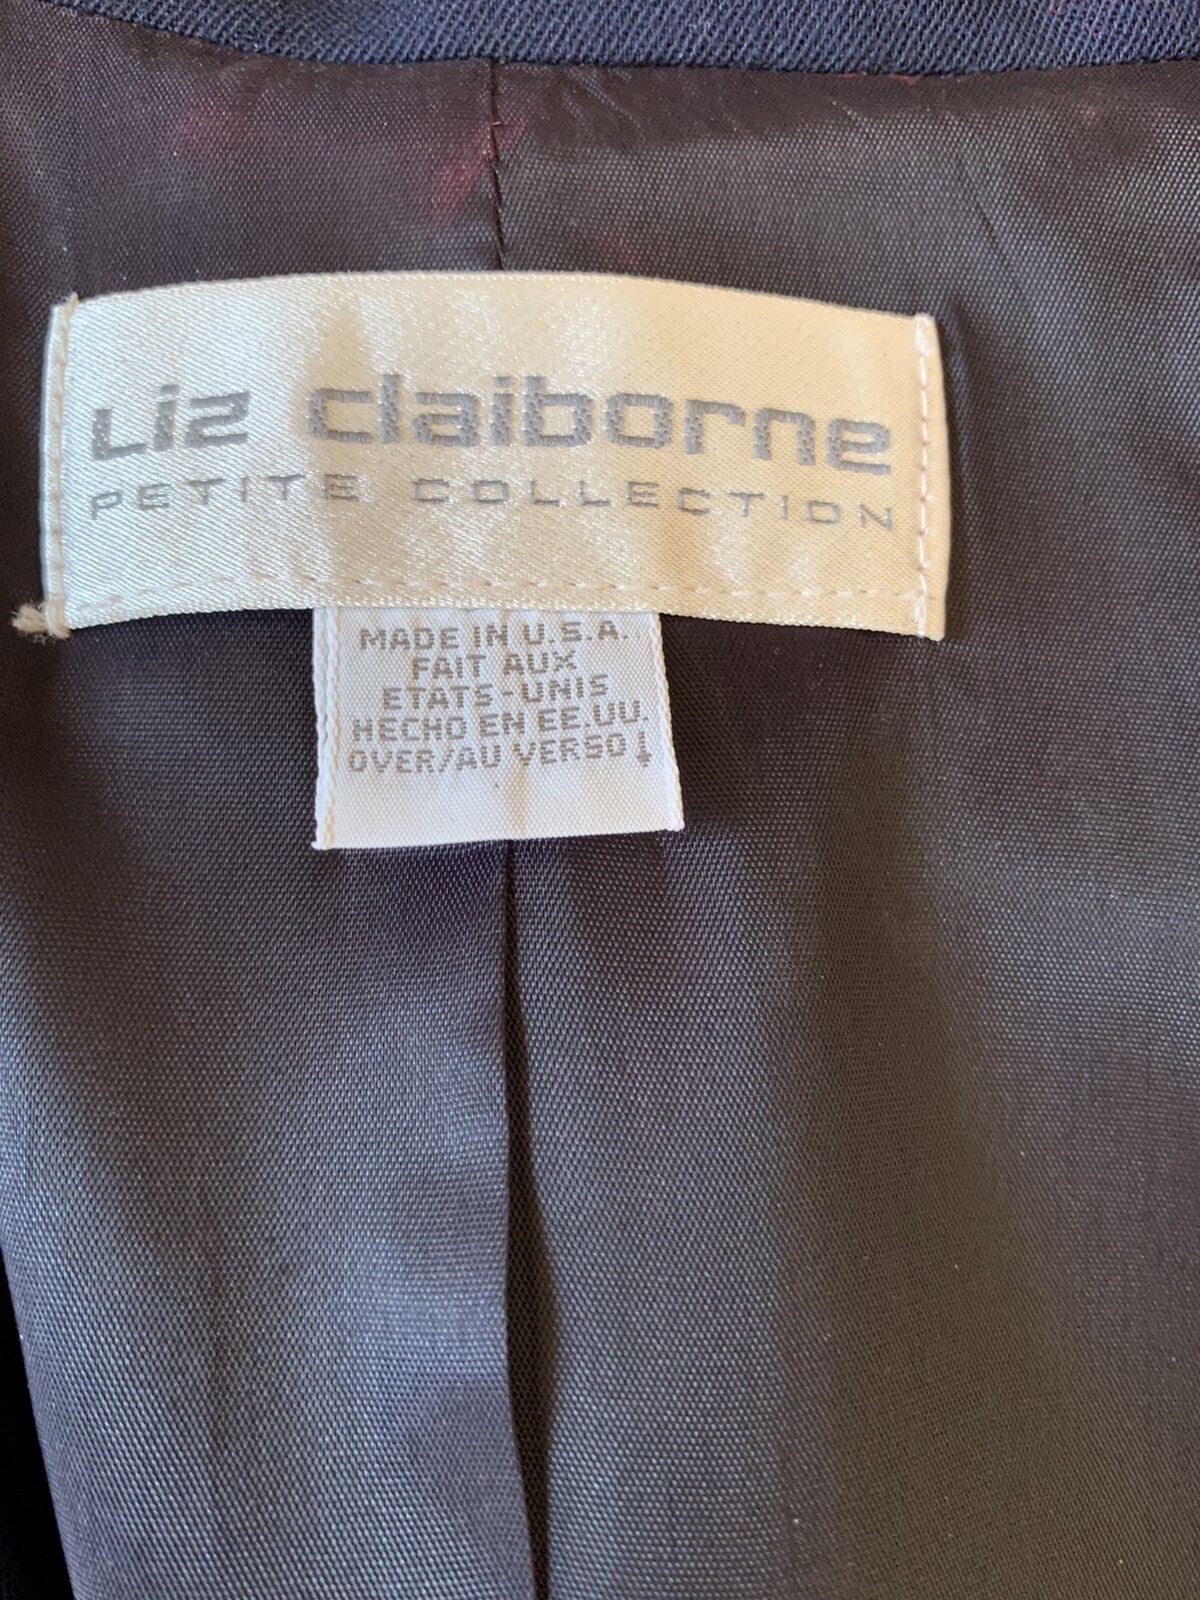 Liz claiborne
PETITE COLLECTION
MADE IN U.S.A.
FAIT AUX
ETATS-UNIS
HECHO EN EE.UU.
OVER/AU VERSO ↓